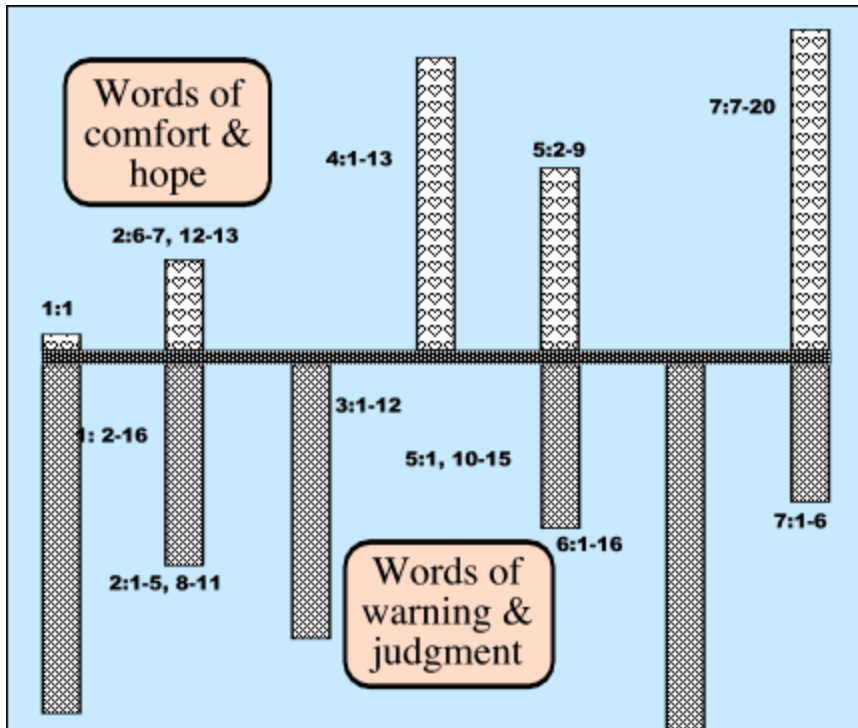 Words of
comfort &
hope
7:7-20
4:1-13
5:2-9
2:6-7, 12-13
1:1
3:1-12
1: 2-16
5:1, 10-15
7:1-6
6:1-16
2:1-5, 8-11
Words of
warning &
judgment